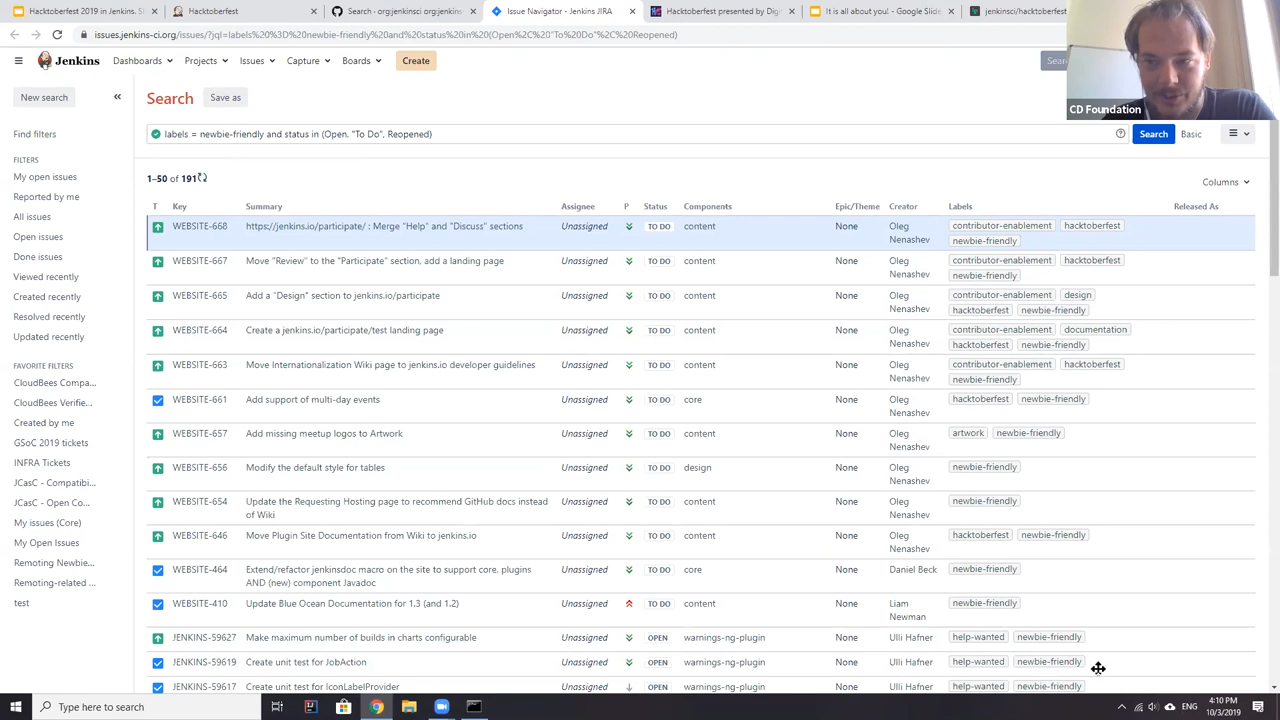 Hacktoberfest 2019 in Jenkins. S
Hacktoberfest
Search · org:jenkinsci org:jenkins
Issue Navigator - Jenkins JIRA
Hacktoberfest presented by Digi
It is all about you! - Google Slide
jenkinsci/hacktoberfes
issues.jenkins-ci.org/issues/?jql=labels%20%3D%20newbie-friendly%20and%20status%20in%20(Open%2C%20"To%20Do"%2C%20Reopened)
Jenkins
Dashboards
Projects
Issues
Capture
Boards
Create
Sear
CD Foundation
New search
Search
Save as
Find filters
labels = newbie-friendly and status in (Open, "To Do", Reopened)
Search
Basic
FILTERS
My open issues
Reported by me
All issues
Open issues
Done issues
Viewed recently
Created recently
Resolved recently
Updated recently
FAVORITE FILTERS
CloudBees Compa...
CloudBees Verifie...
Created by me
GSoC 2019 tickets
INFRA Tickets
JCasC - Compatibi...
JCasC - Open Co...
My issues (Core)
My Open Issues
Remoting Newbie...
Remoting-related ...
test
1–50 of 191
Columns
T Key Summary Assignee P Status Components Epic/Theme Creator Labels Released As
WEBSITE-668 https://jenkins.io/participate/ : Merge "Help" and "Discuss" sections Unassigned TO DO content None Oleg contributor-enablement hacktoberfest
Nenashev newbie-friendly
WEBSITE-667 Move "Review" to the "Participate" section, add a landing page Unassigned TO DO content None Oleg contributor-enablement hacktoberfest
Nenashev newbie-friendly
WEBSITE-665 Add a "Design" section to jenkins.io/participate Unassigned TO DO content None Oleg contributor-enablement design
Nenashev hacktoberfest newbie-friendly
WEBSITE-664 Create a jenkins.io/participate/test landing page Unassigned TO DO content None Oleg contributor-enablement documentation
Nenashev hacktoberfest newbie-friendly
WEBSITE-663 Move Internationalization Wiki page to jenkins.io developer guidelines Unassigned TO DO content None Oleg contributor-enablement hacktoberfest
Nenashev newbie-friendly
WEBSITE-661 Add support of multi-day events Unassigned TO DO core None Oleg hacktoberfest newbie-friendly
Nenashev
WEBSITE-657 Add missing meetup logos to Artwork Unassigned TO DO content None Oleg artwork newbie-friendly
Nenashev
WEBSITE-656 Modify the default style for tables Unassigned TO DO design None Oleg newbie-friendly
Nenashev
WEBSITE-654 Update the Requesting Hosting page to recommend GitHub docs instead Unassigned TO DO content None Oleg newbie-friendly
of Wiki Nenashev
WEBSITE-646 Move Plugin Site Documentation from Wiki to jenkins.io Unassigned TO DO content None Oleg hacktoberfest newbie-friendly
Nenashev
WEBSITE-464 Extend/refactor jenkinsdoc macro on the site to support core, plugins Unassigned TO DO core None Daniel Beck newbie-friendly
AND (new) component Javadoc
WEBSITE-410 Update Blue Ocean Documentation for 1.3 (and 1.2) Unassigned TO DO content None Liam newbie-friendly
Newman
JENKINS-59627 Make maximum number of builds in charts configurable Unassigned OPEN warnings-ng-plugin None Ulli Hafner help-wanted newbie-friendly
JENKINS-59619 Create unit test for JobAction Unassigned OPEN warnings-ng-plugin None Ulli Hafner help-wanted newbie-friendly
JENKINS-59617 Create unit test for IconLabelProvider Unassigned OPEN warnings-ng-plugin None Ulli Hafner help-wanted newbie-friendly
Type here to search
ENG
4:10 PM
10/3/2019